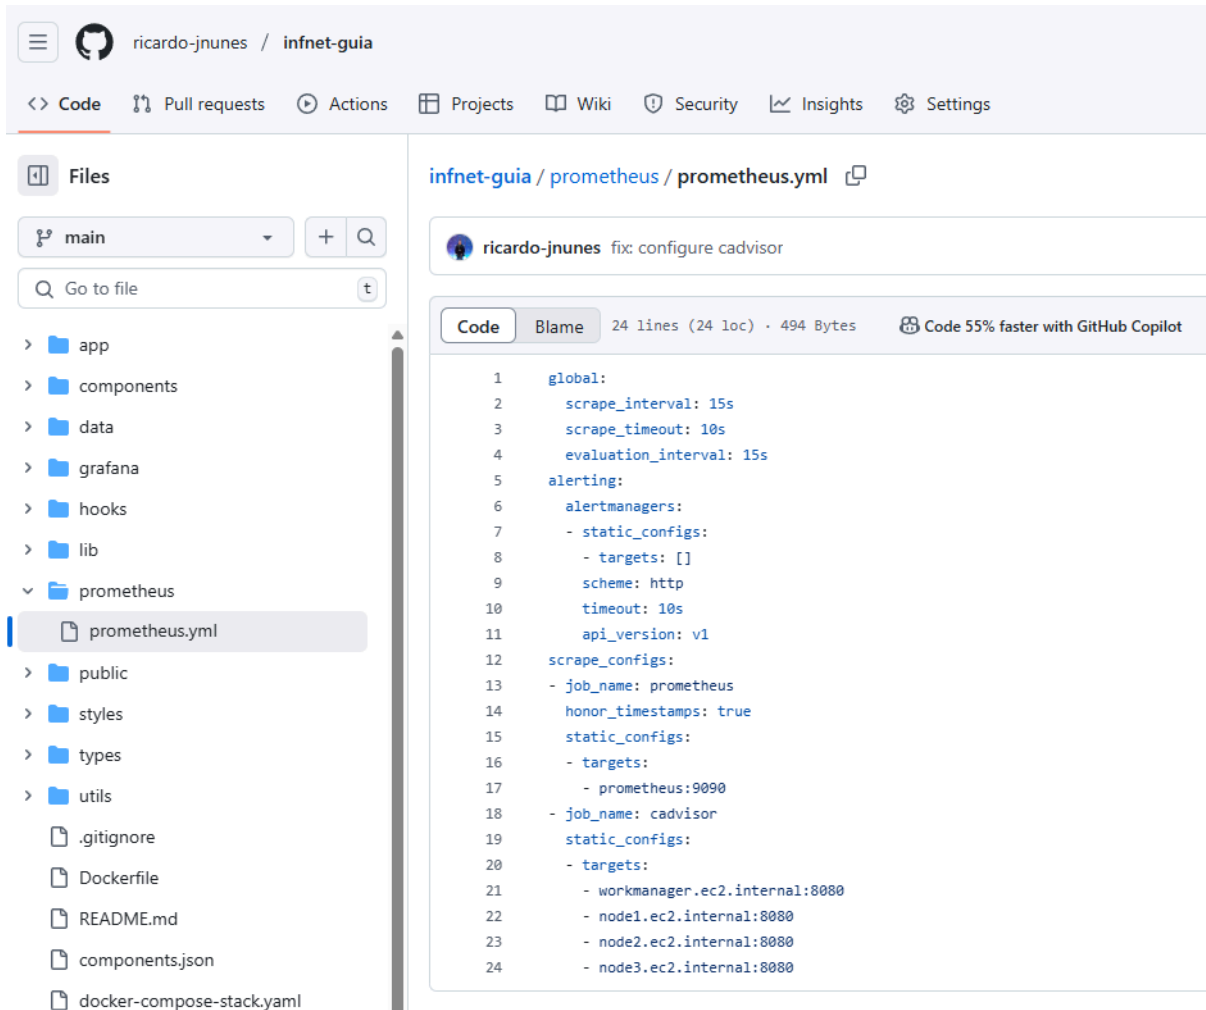 ricardo-jnunes / infnet-guia
Code Pull requests Actions Projects Wiki Security Insights Settings
Files
main
Go to file t
app
components
data
grafana
hooks
lib
prometheus
prometheus.yml
public
styles
types
utils
.gitignore
Dockerfile
README.md
components.json
docker-compose-stack.yaml
infnet-guia / prometheus / prometheus.yml
ricardo-jnunes fix: configure cadvisor
Code Blame 24 lines (24 loc) · 494 Bytes Code 55% faster with GitHub Copilot
1 global:
2   scrape_interval: 15s
3   scrape_timeout: 10s
4   evaluation_interval: 15s
5 alerting:
6   alertmanagers:
7   - static_configs:
8     - targets: []
9     scheme: http
10     timeout: 10s
11     api_version: v1
12 scrape_configs:
13 - job_name: prometheus
14   honor_timestamps: true
15   static_configs:
16   - targets:
17     - prometheus:9090
18 - job_name: cadvisor
19   static_configs:
20   - targets:
21     - workmanager.ec2.internal:8080
22     - node1.ec2.internal:8080
23     - node2.ec2.internal:8080
24     - node3.ec2.internal:8080